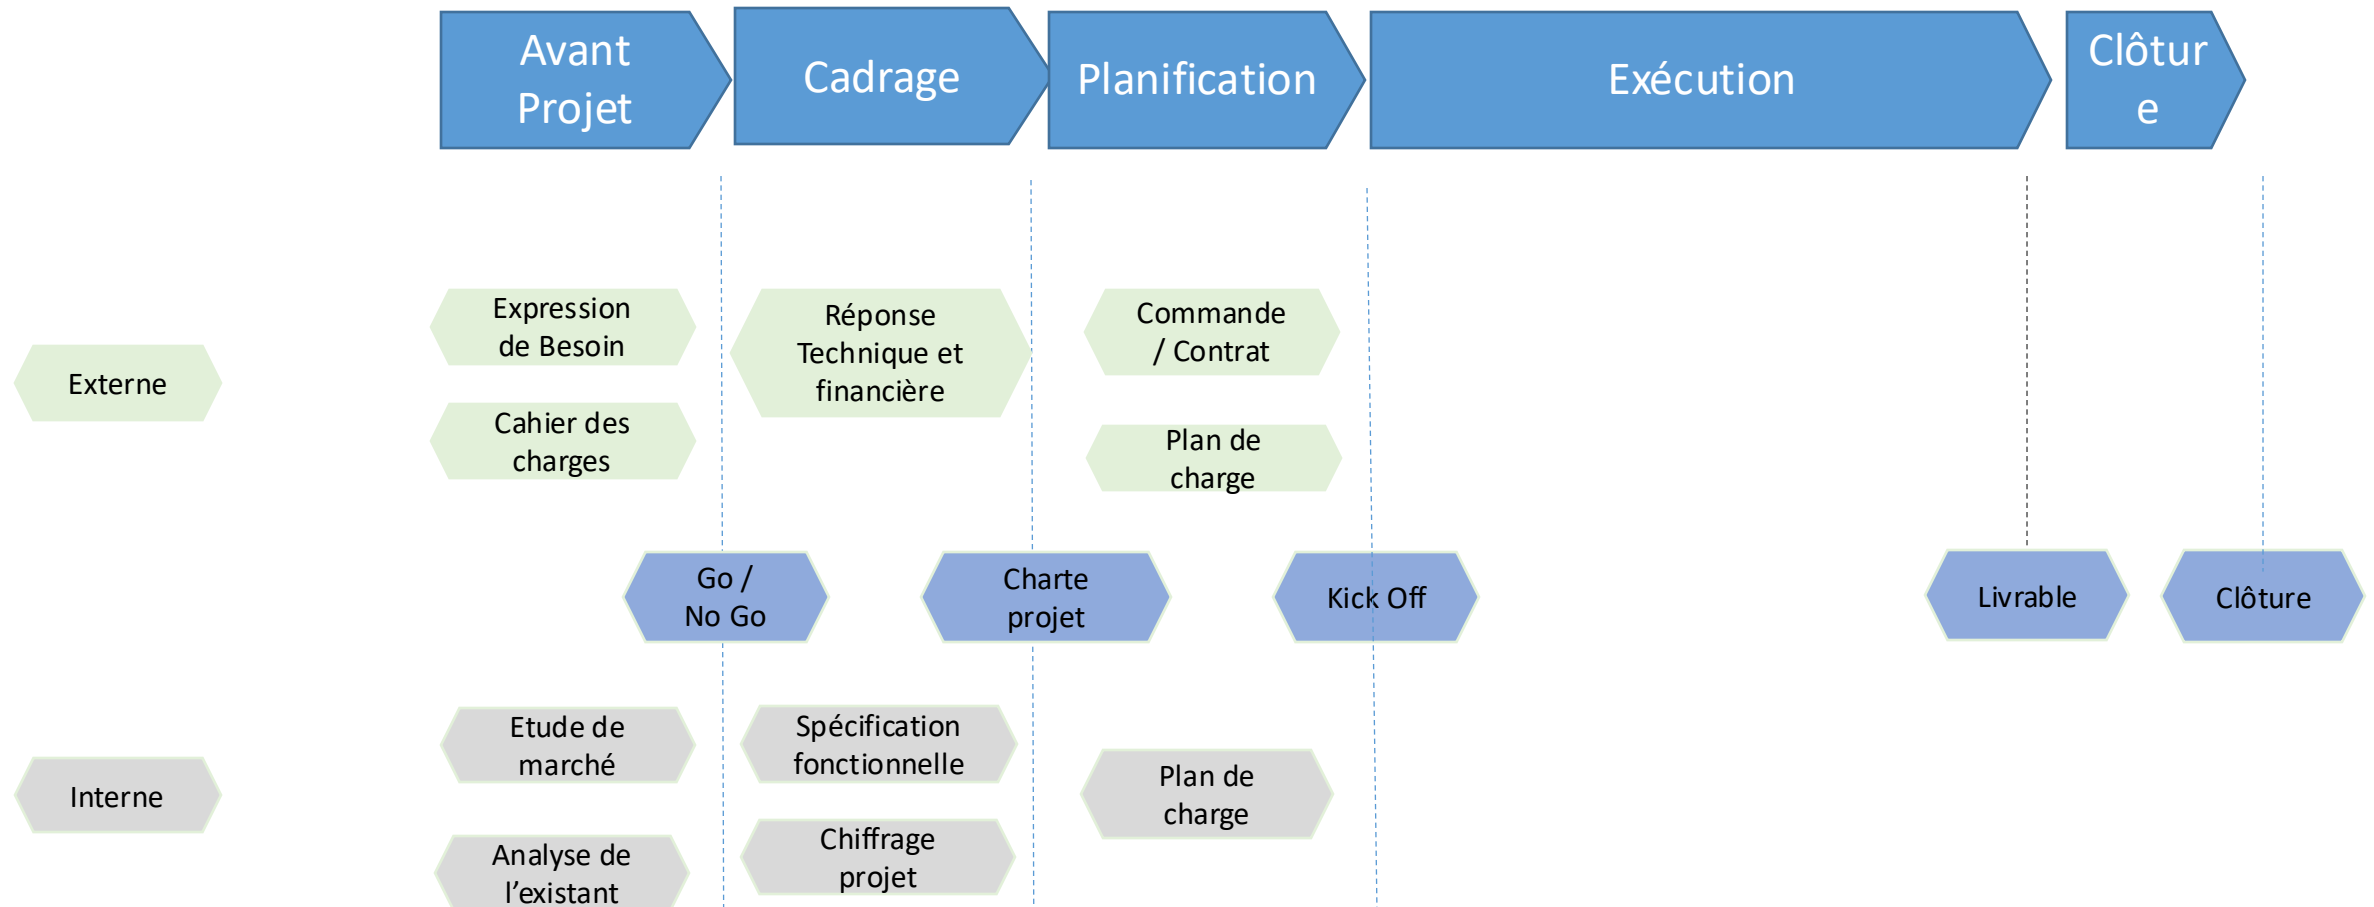 Avant
Projet
Cadrage
Planification
Exécution
Clôtur
e
Expression
de Besoin
Réponse
Technique et
financière
Commande
/ Contrat
Externe
Cahier des
charges
Plan de
charge
Go /
No Go
Charte
projet
Kick Off
Livrable
Clôture
Etude de
marché
Spécification
fonctionnelle
Plan de
charge
Interne
Analyse de
l’existant
Chiffrage
projet